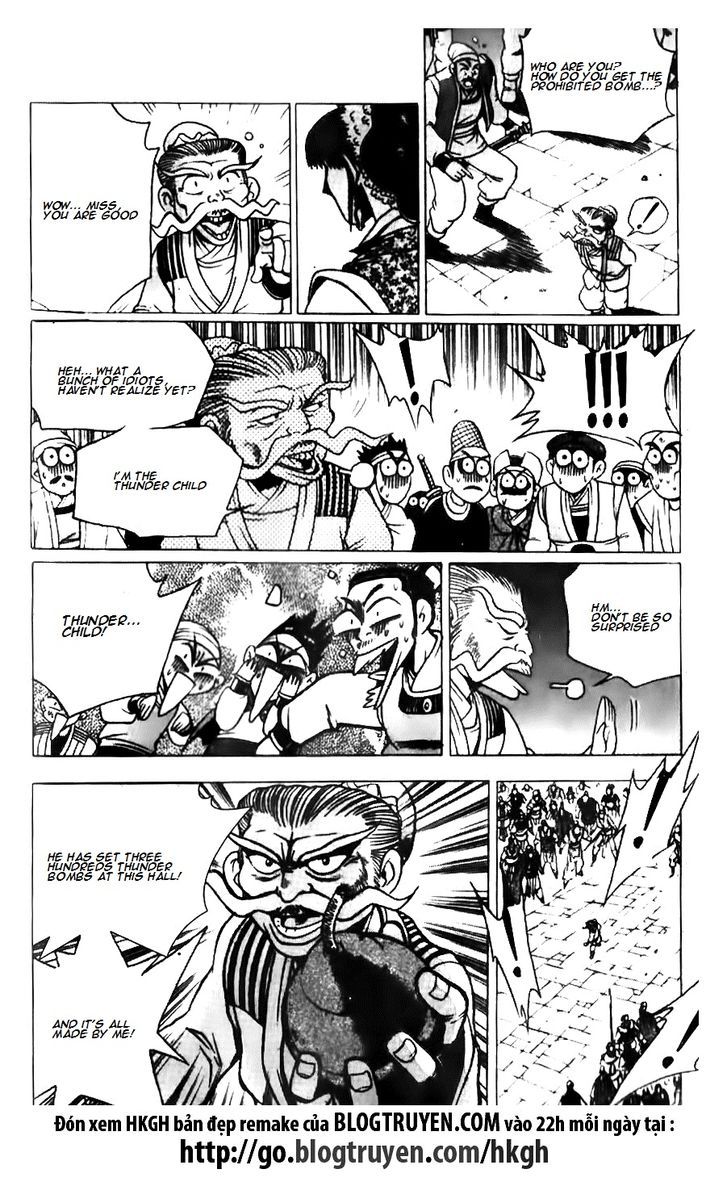 WHO ARE YOU?
HOW DO YOU GET THE
PROHIBITED BOMB...?
!
WOW... MISS,
YOU ARE GOOD
HEH... WHAT A
BUNCH OF IDIOTS,
HAVEN'T REALIZE YET?
I'M THE
THUNDER CHILD
!
!!!
THUNDER...
CHILD!
HM...
DON'T BE SO
SURPRISED
HE HAS SET THREE
HUNDREDS THUNDER
BOMBS AT THIS HALL!
AND IT'S ALL
MADE BY ME!
!
!
!
Đón xem HKGH bản đẹp remake của BLOGTRUYEN.COM vào 22h mỗi ngày tại :
http://go.blogtruyen.com/hkgh